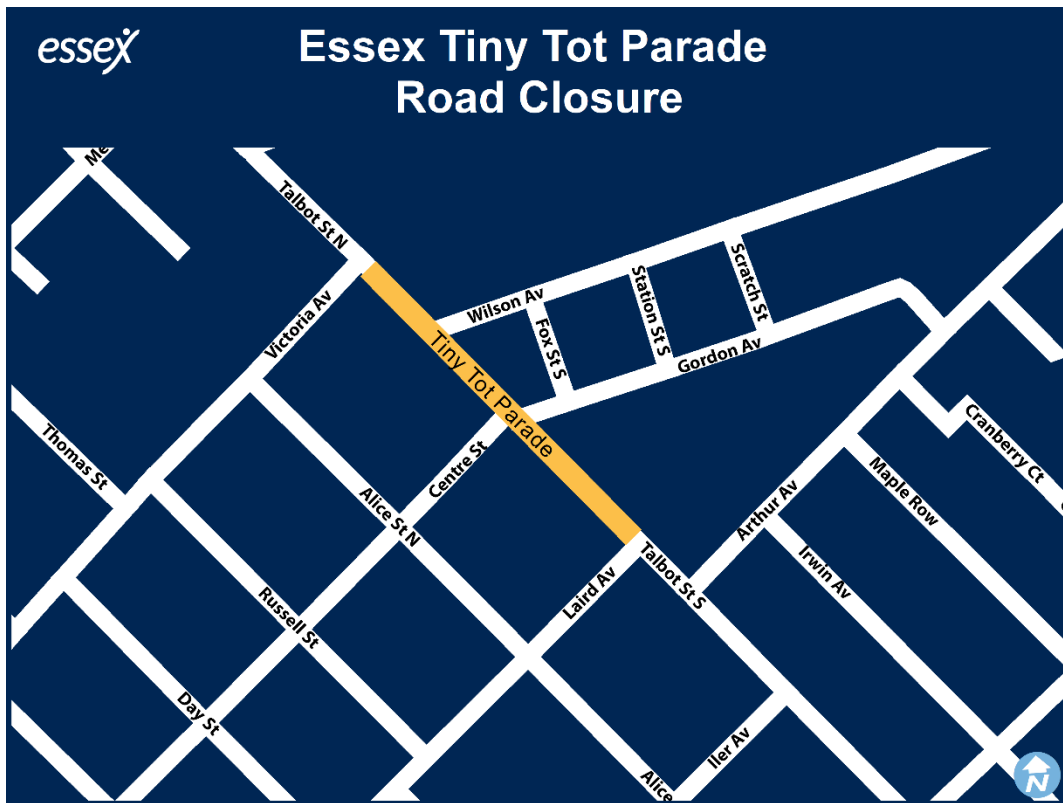 essex
Essex Tiny Tot Parade
Road Closure
Me
Talbot St N
Victoria Av
Wilson Av
Fox St S
Station St S
Scratch St
Gordon Av
Tiny Tot Parade
Thomas St
Centre St
Alice St N
Russell St
Day St
Laird Av
Talbot St S
Arthur Av
Maple Row
Cranberry Ct
Irwin Av
Iler Av
Alice
N